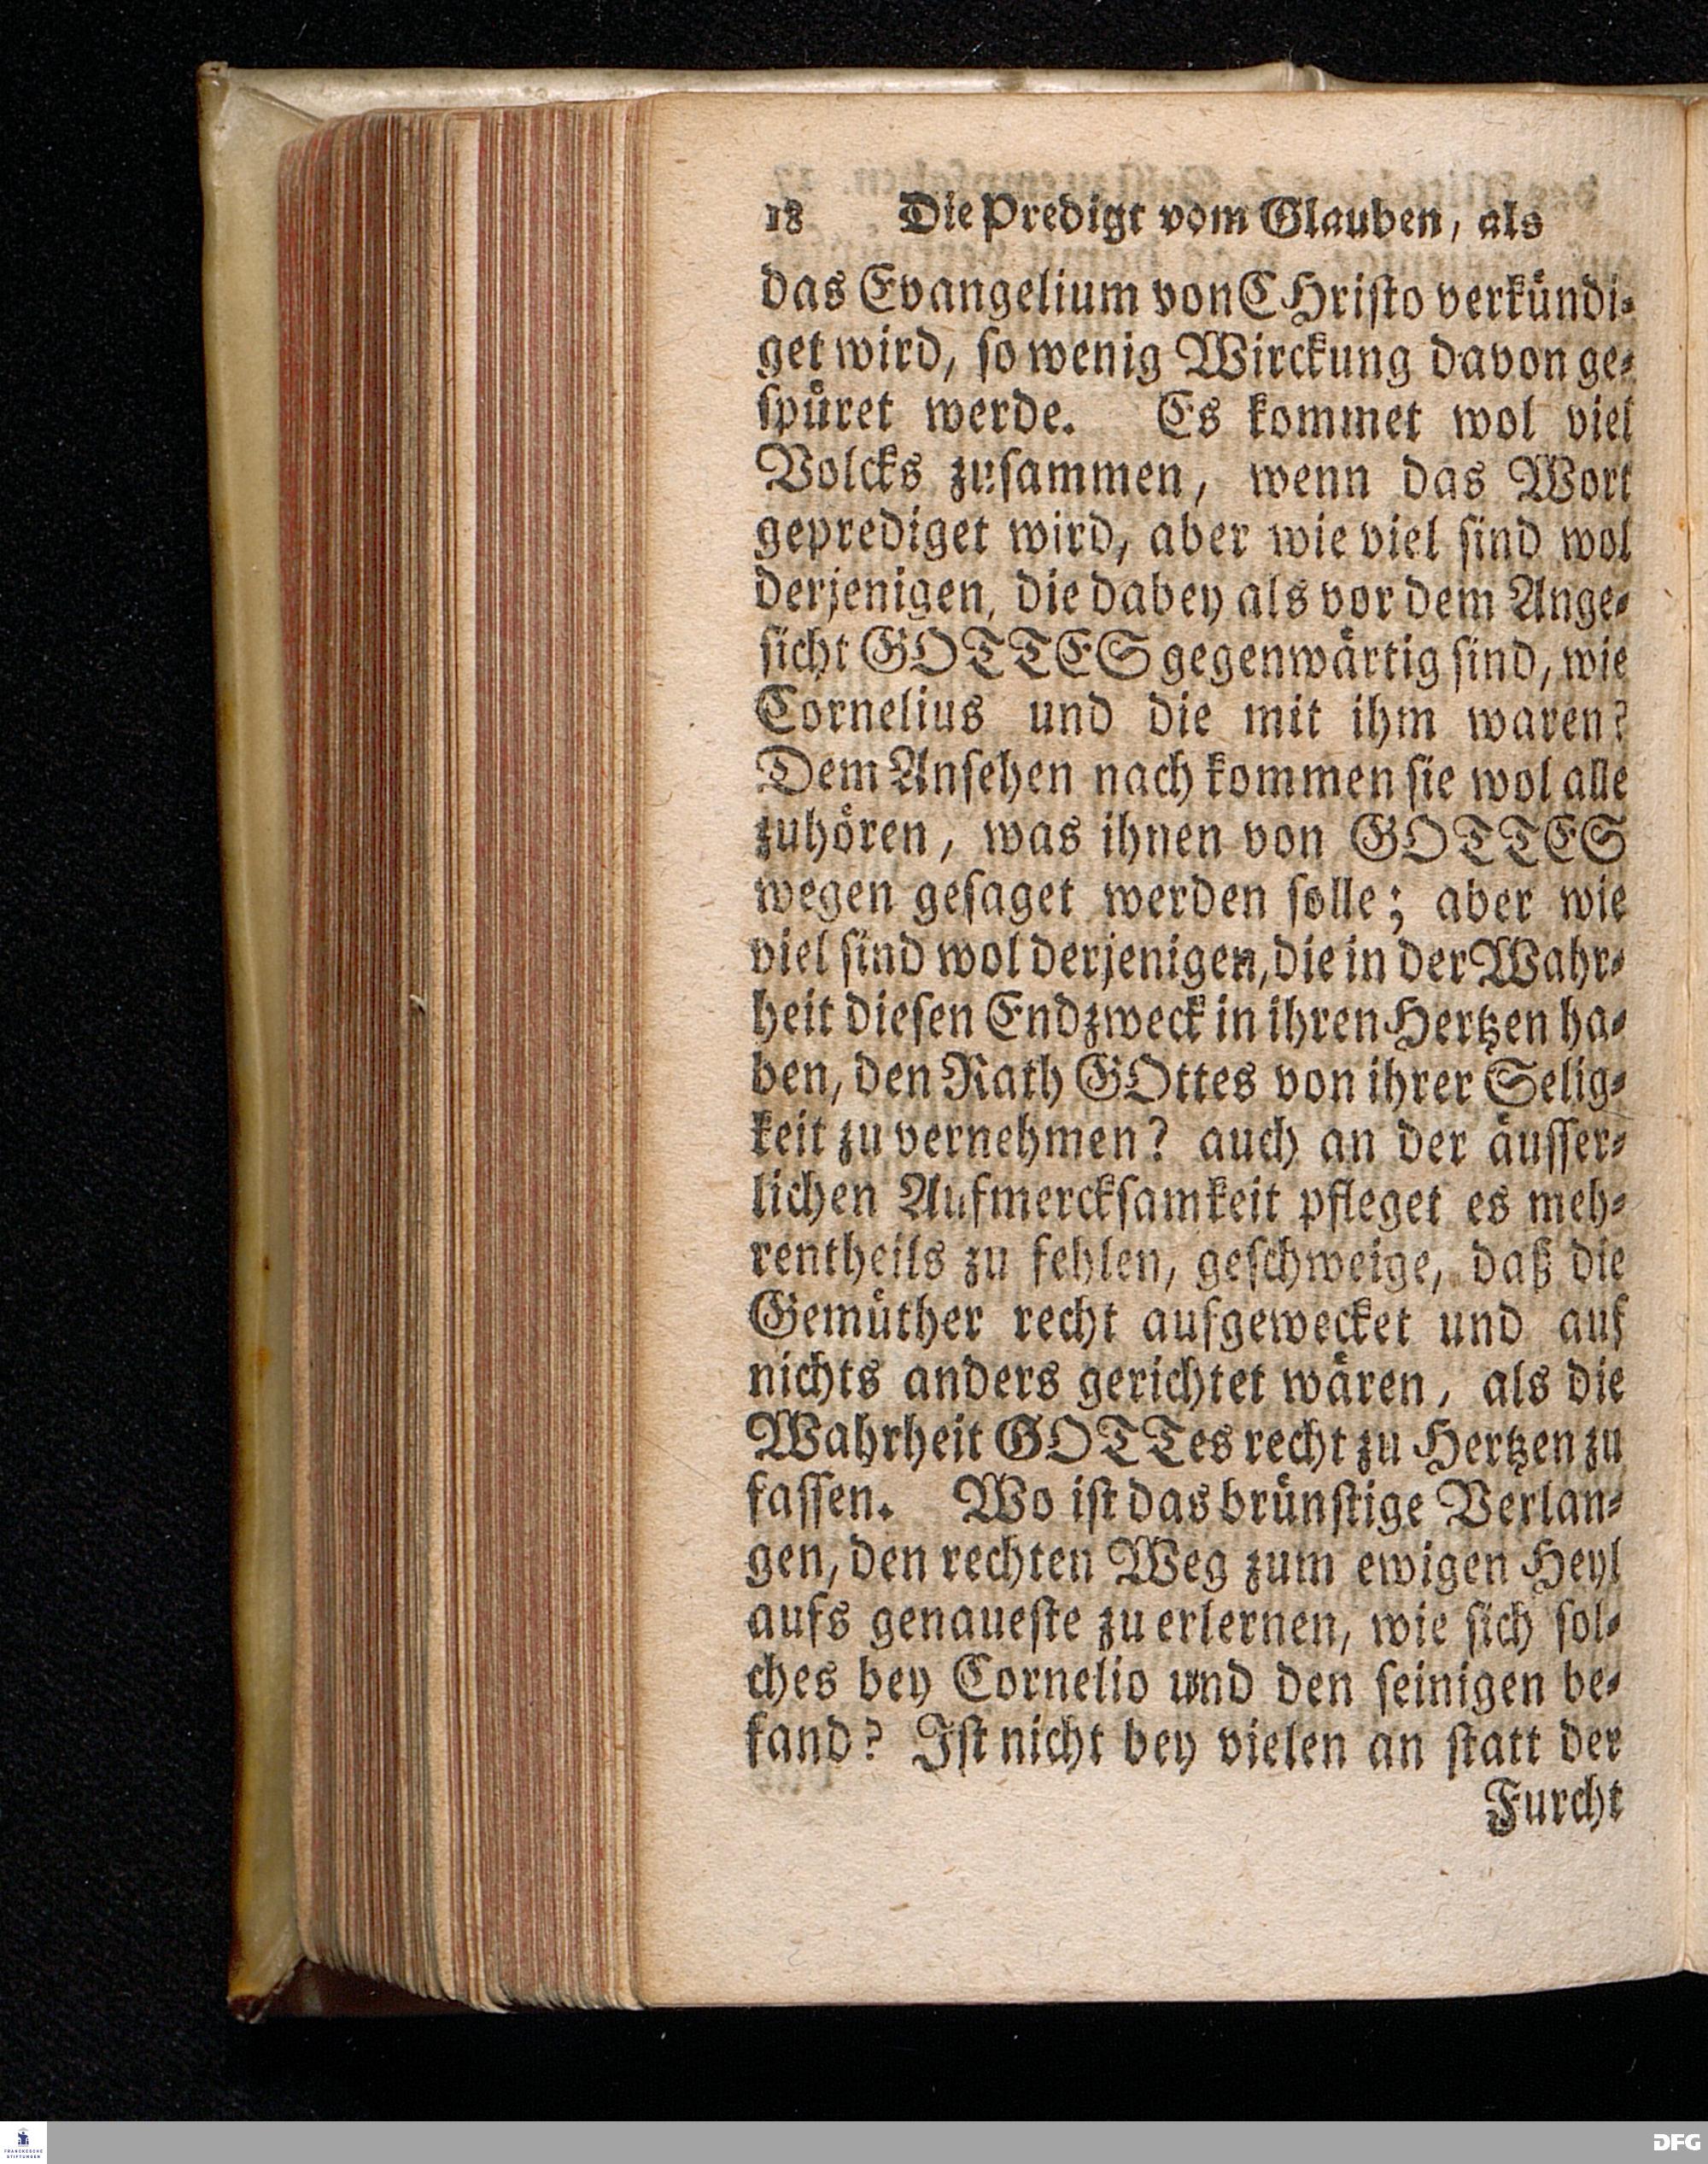 18 Die Predigt vom Glauben, als
das Evangelium von CHriſto verkündi-
get wird, ſo wenig Wirckung davon ge-
ſpüret werde. Es kommet wol viel
Volcks zuſammen, wenn das Wort
geprediget wird, aber wie viel ſind wol
derjenigen, die dabey als vor dem Ange-
ſicht GOTTES gegenwärtig ſind, wie
Cornelius und die mit ihm waren?
Dem Anſehen nach kommen ſie wol alle
zuhören, was ihnen von GOTTES
wegen geſaget werden ſolle; aber wie
viel ſind wol derjenigen, die in der Wahr-
heit dieſen Endzweck in ihren Hertzen ha-
ben, den Rath GOttes von ihrer Selig-
keit zu vernehmen? auch an der äuſſer-
lichen Aufmerckſamkeit pfleget es meh-
rentheils zu fehlen, geſchweige, daß die
Gemüther recht aufgewecket und auf
nichts anders gerichtet wären, als die
Wahrheit GOTTes recht zu Hertzen zu
faſſen. Wo iſt das brünſtige Verlan-
gen, den rechten Weg zum ewigen Heyl
aufs genaueſte zu erlernen, wie ſich ſol-
ches bey Cornelio und den ſeinigen be-
fand? Iſt nicht bey vielen an ſtatt der
Furcht
FRANCKESCHE
STIFTUNGEN
DFG